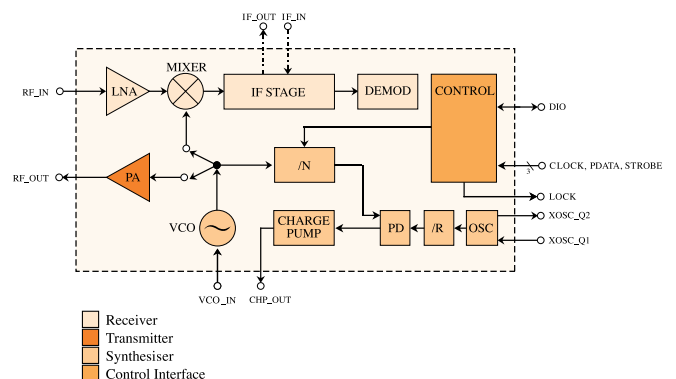 IF_OUT IF_IN
MIXER
RF_IN
LNA
IF STAGE
DEMOD
CONTROL
DIO
/N
3
CLOCK, PDATA, STROBE
RF_OUT
PA
LOCK
VCO
CHARGE
PUMP
PD
/R
OSC
XOSC_Q2
XOSC_Q1
VCO_IN
CHP_OUT
Receiver
Transmitter
Synthesiser
Control Interface